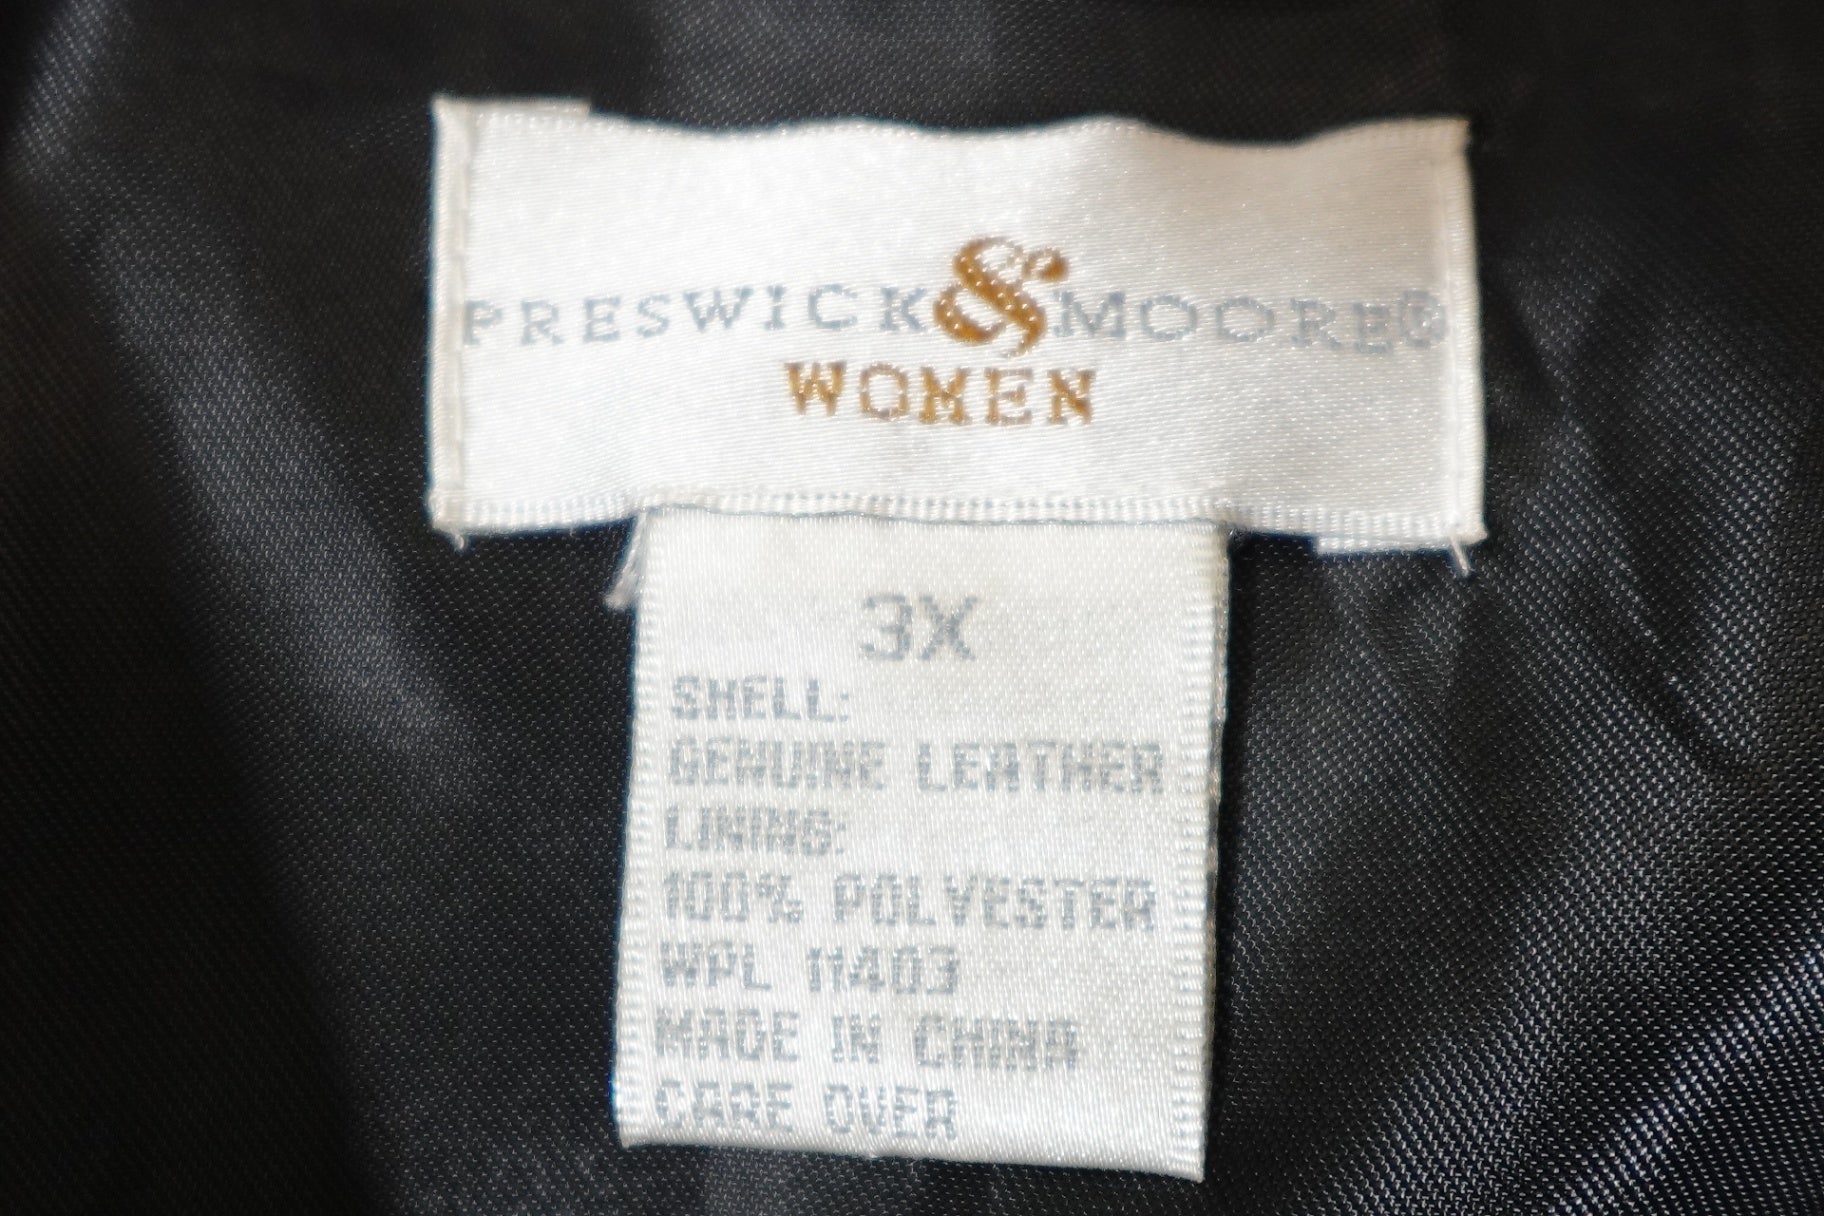 PRESWICK & MOORE®
WOMEN
3X
SHELL:
GENUINE LEATHER
LINING:
100% POLYESTER
WPL 11403
MADE IN CHINA
CARE OVER